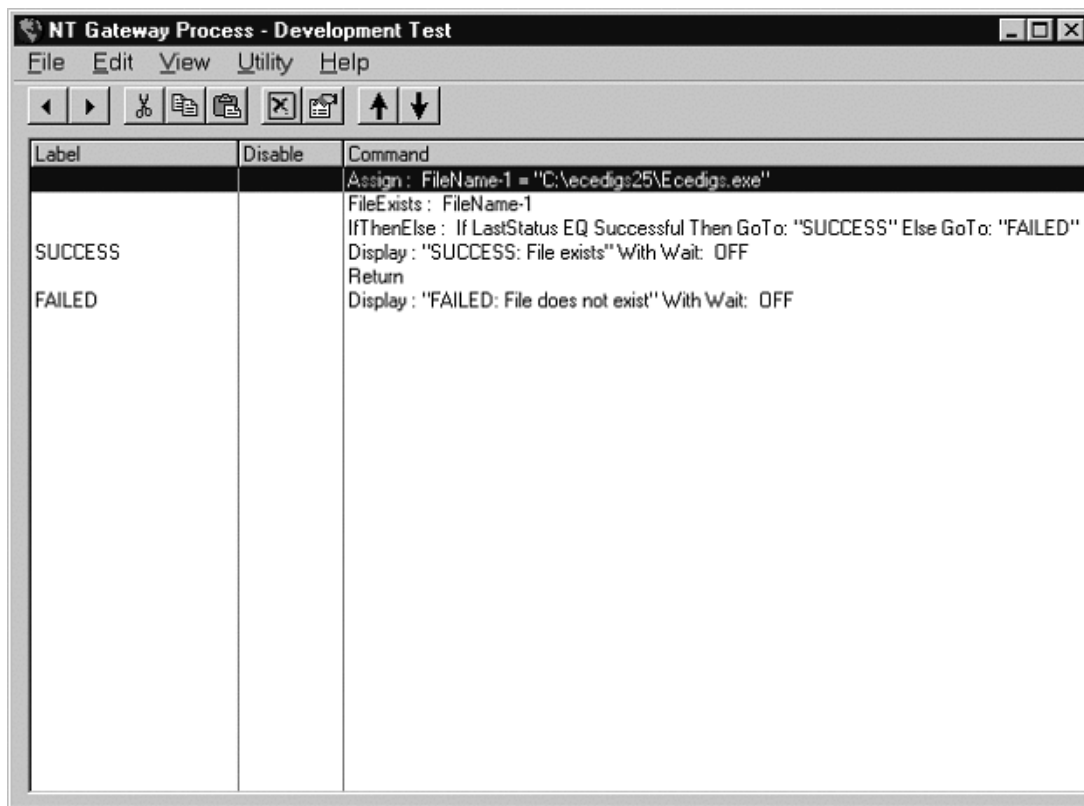 NT Gateway Process - Development Test
File Edit View Utility Help
Label Disable Command
Assign : FileName-1 = "C:\ecedigs25\Ecedigs.exe"
FileExists : FileName-1
IfThenElse : If LastStatus EQ Successful Then GoTo: "SUCCESS" Else GoTo: "FAILED"
SUCCESS Display : "SUCCESS: File exists" With Wait: OFF
Return
FAILED Display : "FAILED: File does not exist" With Wait: OFF